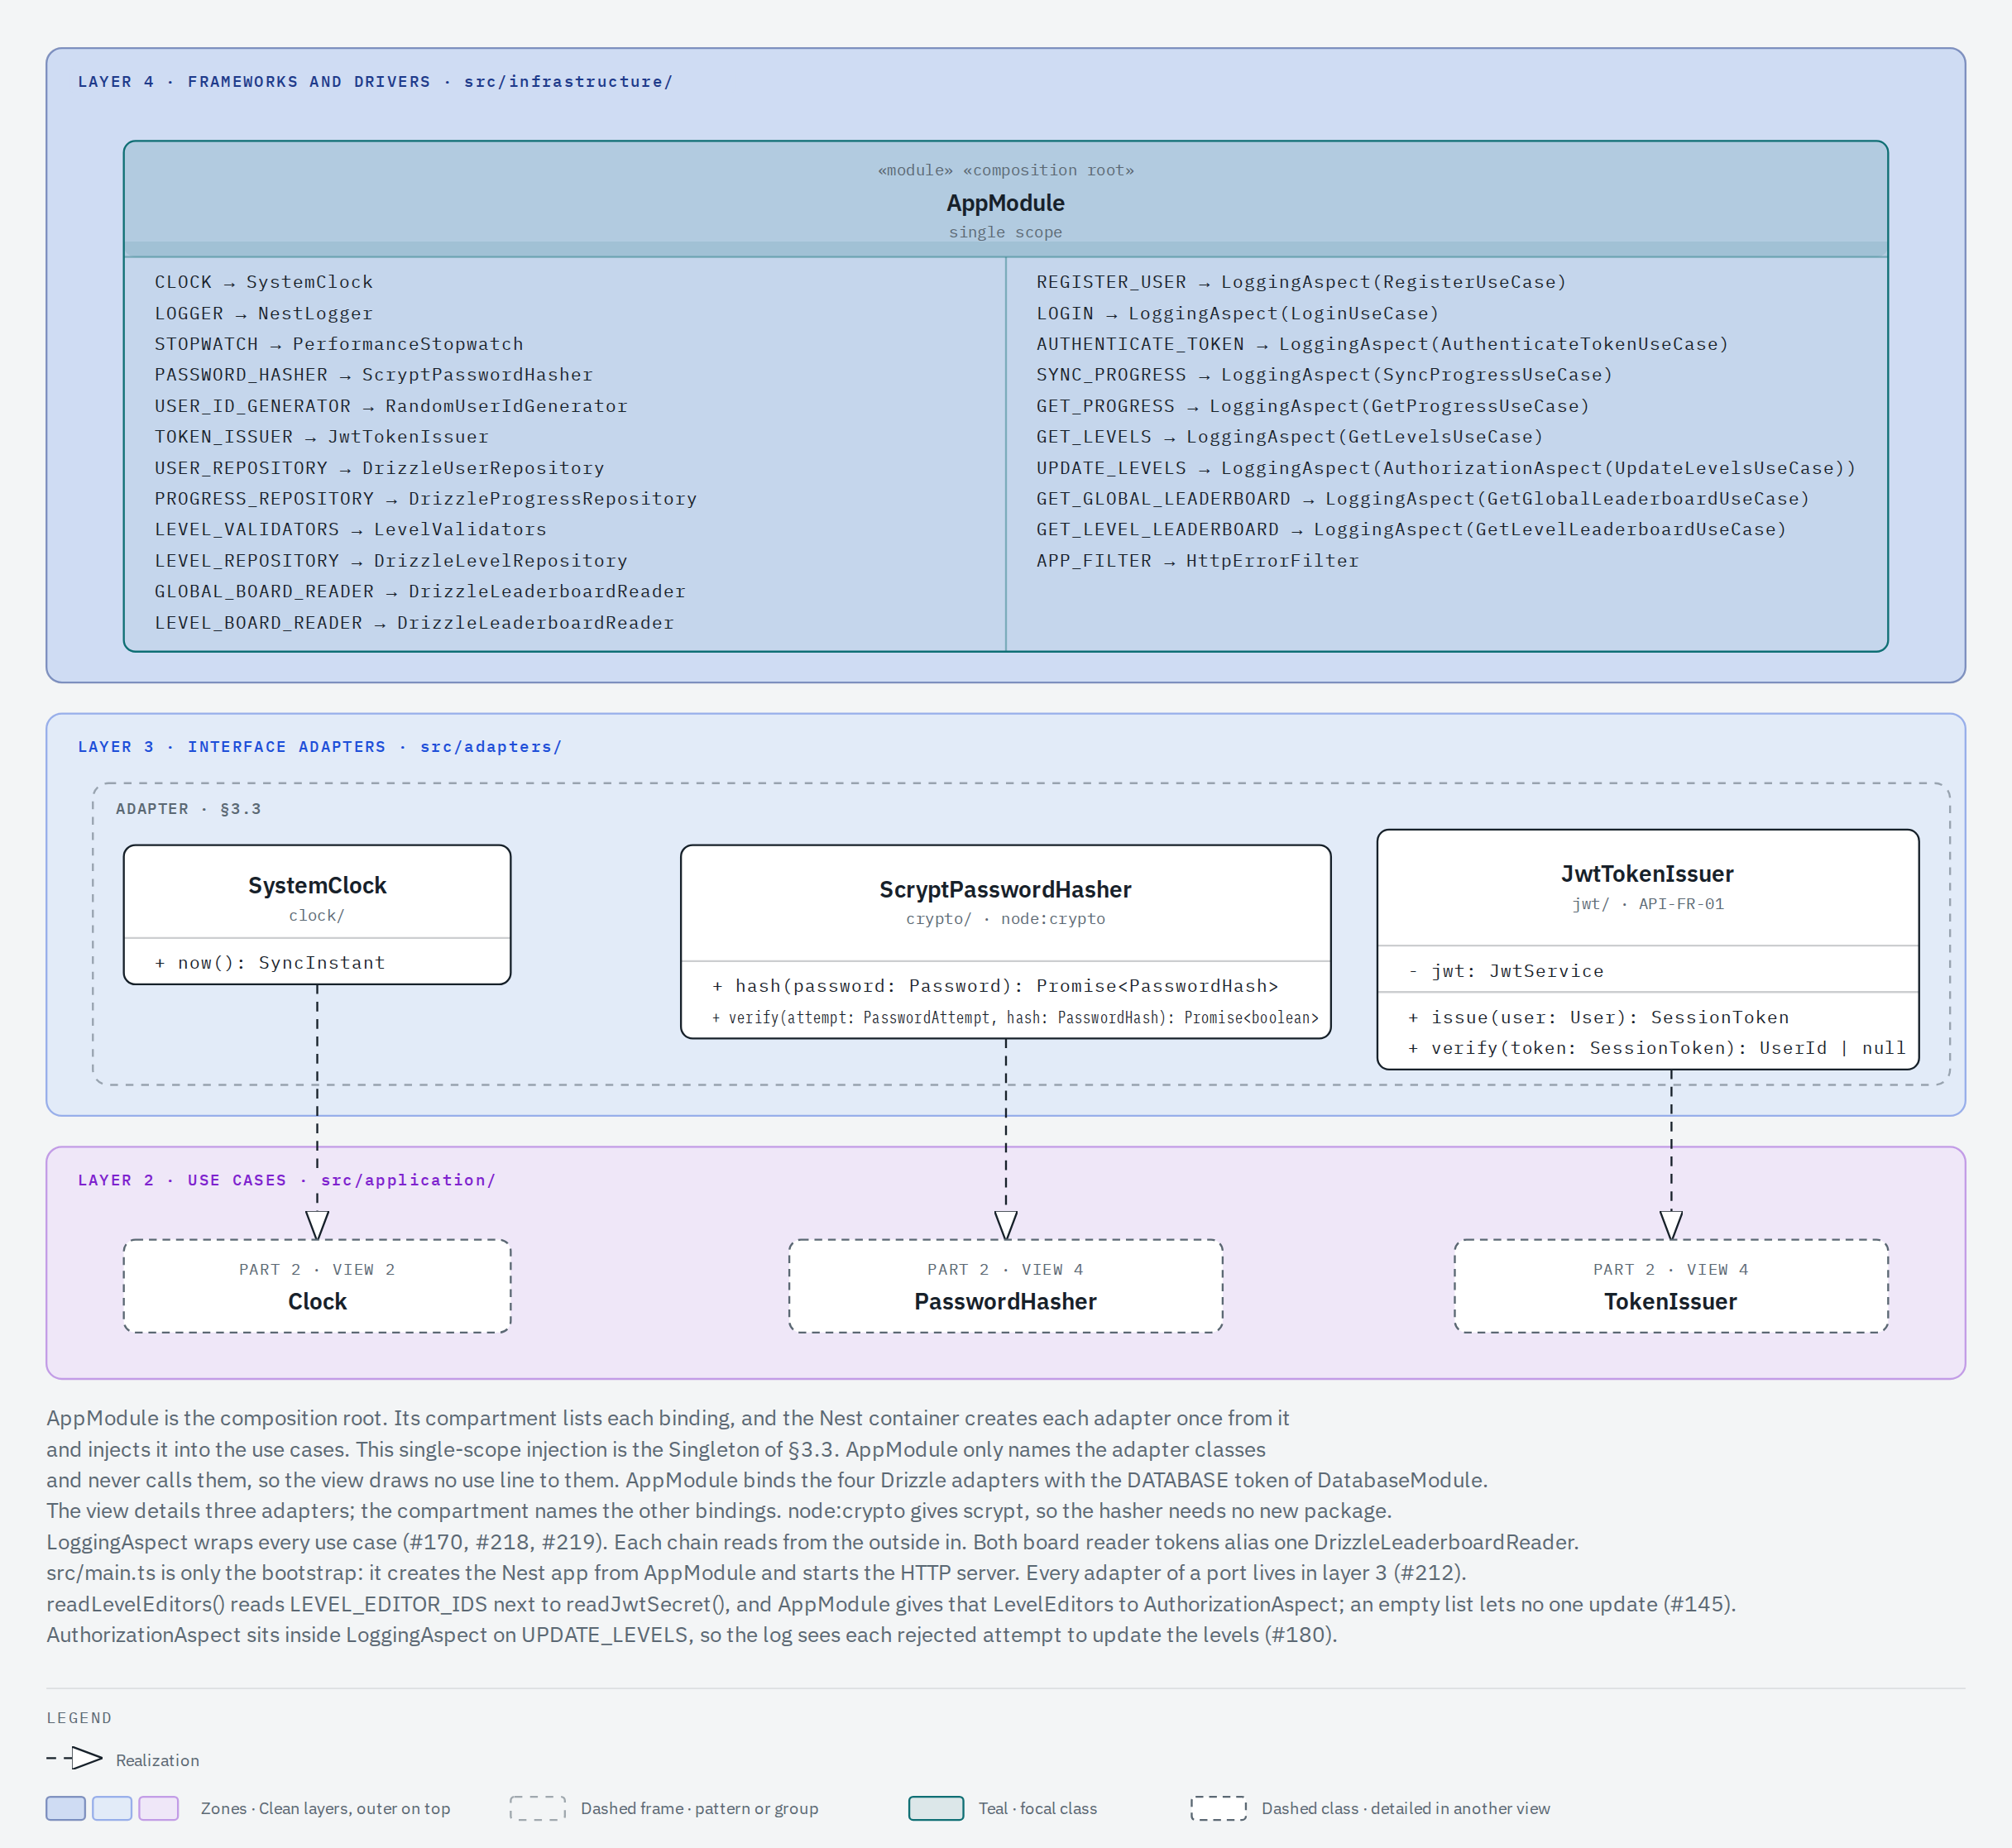 LAYER 4 · FRAMEWORKS AND DRIVERS · src/infrastructure/
«module» «composition root»
AppModule
single scope
CLOCK → SystemClock
LOGGER → NestLogger
STOPWATCH → PerformanceStopwatch
PASSWORD_HASHER → ScryptPasswordHasher
USER_ID_GENERATOR → RandomUserIdGenerator
TOKEN_ISSUER → JwtTokenIssuer
USER_REPOSITORY → DrizzleUserRepository
PROGRESS_REPOSITORY → DrizzleProgressRepository
LEVEL_VALIDATORS → LevelValidators
LEVEL_REPOSITORY → DrizzleLevelRepository
GLOBAL_BOARD_READER → DrizzleLeaderboardReader
LEVEL_BOARD_READER → DrizzleLeaderboardReader
REGISTER_USER → LoggingAspect(RegisterUseCase)
LOGIN → LoggingAspect(LoginUseCase)
AUTHENTICATE_TOKEN → LoggingAspect(AuthenticateTokenUseCase)
SYNC_PROGRESS → LoggingAspect(SyncProgressUseCase)
GET_PROGRESS → LoggingAspect(GetProgressUseCase)
GET_LEVELS → LoggingAspect(GetLevelsUseCase)
UPDATE_LEVELS → LoggingAspect(AuthorizationAspect(UpdateLevelsUseCase))
GET_GLOBAL_LEADERBOARD → LoggingAspect(GetGlobalLeaderboardUseCase)
GET_LEVEL_LEADERBOARD → LoggingAspect(GetLevelLeaderboardUseCase)
APP_FILTER → HttpErrorFilter
LAYER 3 · INTERFACE ADAPTERS · src/adapters/
ADAPTER · §3.3
SystemClock
clock/
+ now(): SyncInstant
ScryptPasswordHasher
crypto/ · node:crypto
+ hash(password: Password): Promise<PasswordHash>
+ verify(attempt: PasswordAttempt, hash: PasswordHash): Promise<boolean>
JwtTokenIssuer
jwt/ · API-FR-01
- jwt: JwtService
+ issue(user: User): SessionToken
+ verify(token: SessionToken): UserId | null
LAYER 2 · USE CASES · src/application/
PART 2 · VIEW 2
Clock
PART 2 · VIEW 4
PasswordHasher
PART 2 · VIEW 4
TokenIssuer
AppModule is the composition root. Its compartment lists each binding, and the Nest container creates each adapter once from it
and injects it into the use cases. This single-scope injection is the Singleton of §3.3. AppModule only names the adapter classes
and never calls them, so the view draws no use line to them. AppModule binds the four Drizzle adapters with the DATABASE token of DatabaseModule.
The view details three adapters; the compartment names the other bindings. node:crypto gives scrypt, so the hasher needs no new package.
LoggingAspect wraps every use case (#170, #218, #219). Each chain reads from the outside in. Both board reader tokens alias one DrizzleLeaderboardReader.
src/main.ts is only the bootstrap: it creates the Nest app from AppModule and starts the HTTP server. Every adapter of a port lives in layer 3 (#212).
readLevelEditors() reads LEVEL_EDITOR_IDS next to readJwtSecret(), and AppModule gives that LevelEditors to AuthorizationAspect; an empty list lets no one update (#145).
AuthorizationAspect sits inside LoggingAspect on UPDATE_LEVELS, so the log sees each rejected attempt to update the levels (#180).
LEGEND
Realization
Zones · Clean layers, outer on top
Dashed frame · pattern or group
Teal · focal class
Dashed class · detailed in another view